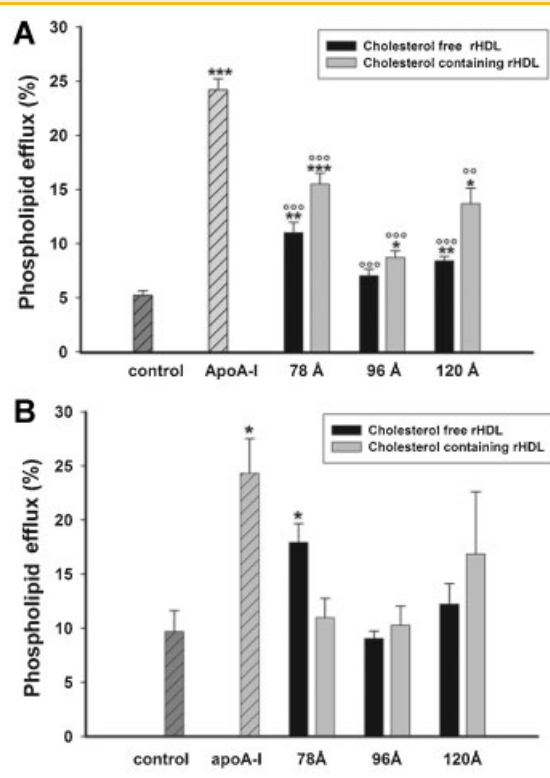 A
30
25
20
15
10
5
0
Phospholipid efflux (%)
Cholesterol free rHDL
Cholesterol containing rHDL
***
°°°
**
°°°
***
°°°
°°°
*
°°°
**
°°
*
control ApoA-I 78 Å 96 Å 120 Å
B
30
25
20
15
10
5
0
Phospholipid efflux (%)
Cholesterol free rHDL
Cholesterol containing rHDL
*
*
control apoA-I 78Å 96Å 120Å